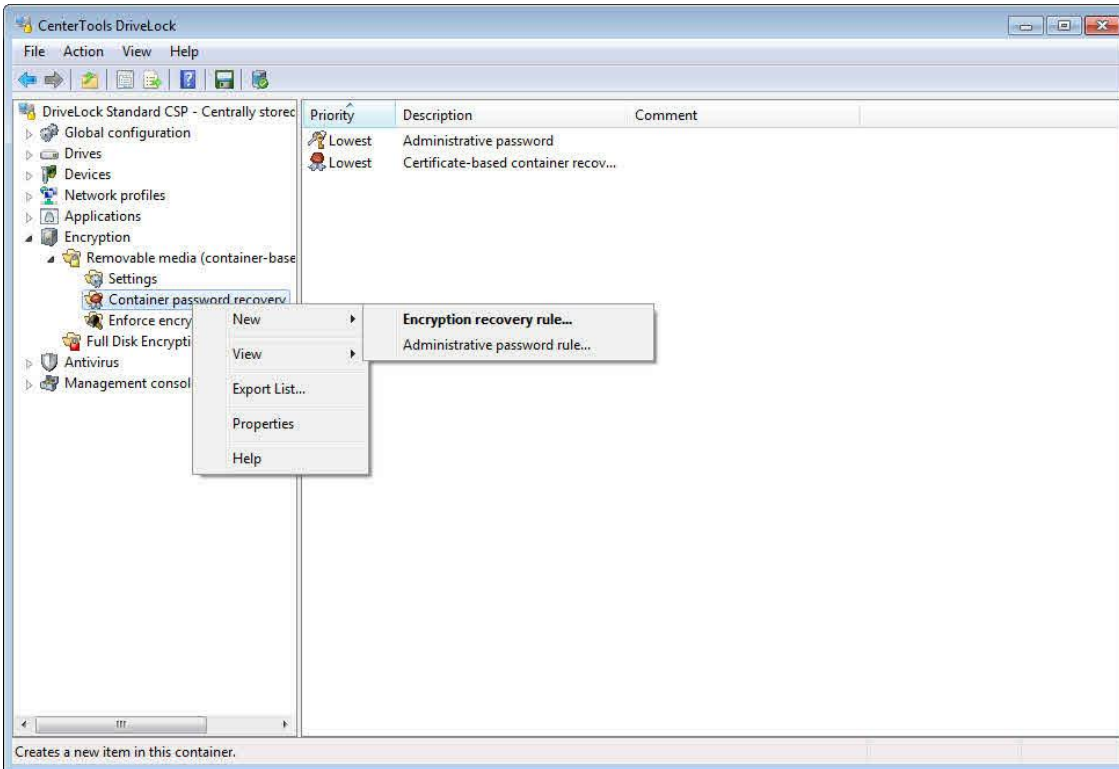 CenterTools DriveLock
File Action View Help
DriveLock Standard CSP - Centrally stored
Global configuration
Drives
Devices
Network profiles
Applications
Encryption
Removable media (container-base
Settings
Container password recovery
Enforce encry
Full Disk Encrypti
Antivirus
Management consol
Priority Description Comment
Lowest Administrative password
Lowest Certificate-based container recov...
New
View
Export List...
Properties
Help
Encryption recovery rule...
Administrative password rule...
Creates a new item in this container.